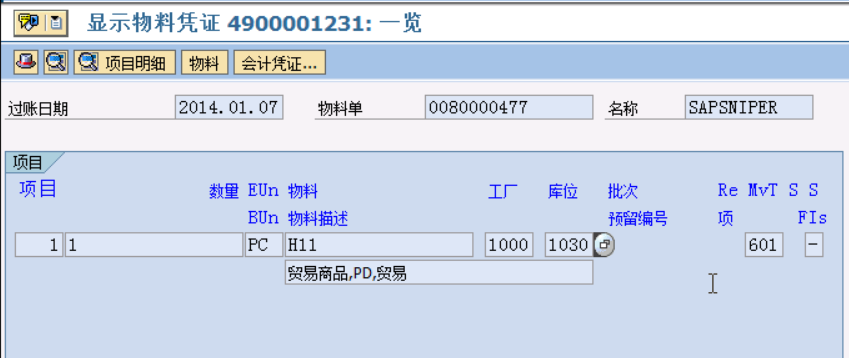 显示物料凭证 4900001231: 一览
项目明细 物料 会计凭证...
过账日期 2014.01.07 物料单 0080000477 名称 SAPSNIPER
项目
项目 数量 EUn 物料 工厂 库位 批次 Re MvT S S
BUn 物料描述 预留编号 项 FIs
1 1 PC H11 1000 1030 601 -
贸易商品,PD,贸易